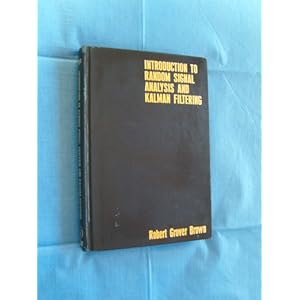 INTRODUCTION TO
RANDOM SIGNAL
ANALYSIS AND
KALMAN FILTERING
Robert Grover Brown